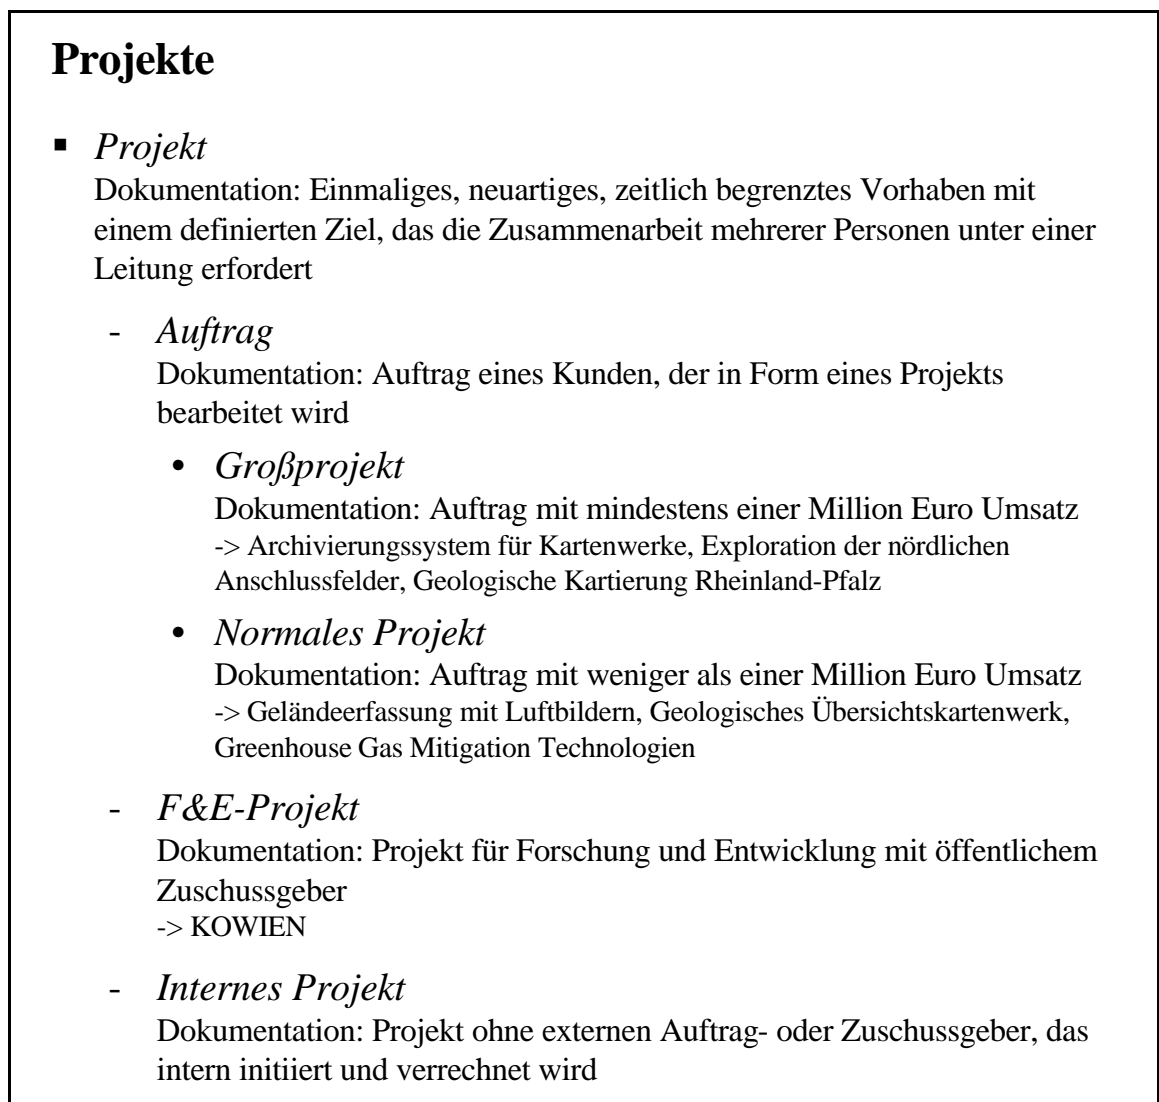 Projekte
▪ Projekt
Dokumentation: Einmaliges, neuartiges, zeitlich begrenztes Vorhaben mit
einem definierten Ziel, das die Zusammenarbeit mehrerer Personen unter einer
Leitung erfordert
- Auftrag
Dokumentation: Auftrag eines Kunden, der in Form eines Projekts
bearbeitet wird
• Großprojekt
Dokumentation: Auftrag mit mindestens einer Million Euro Umsatz
-> Archivierungssystem für Kartenwerke, Exploration der nördlichen
Anschlussfelder, Geologische Kartierung Rheinland-Pfalz
• Normales Projekt
Dokumentation: Auftrag mit weniger als einer Million Euro Umsatz
-> Geländeerfassung mit Luftbildern, Geologisches Übersichtskartenwerk,
Greenhouse Gas Mitigation Technologien
- F&E-Projekt
Dokumentation: Projekt für Forschung und Entwicklung mit öffentlichem
Zuschussgeber
-> KOWIEN
- Internes Projekt
Dokumentation: Projekt ohne externen Auftrag- oder Zuschussgeber, das
intern initiiert und verrechnet wird